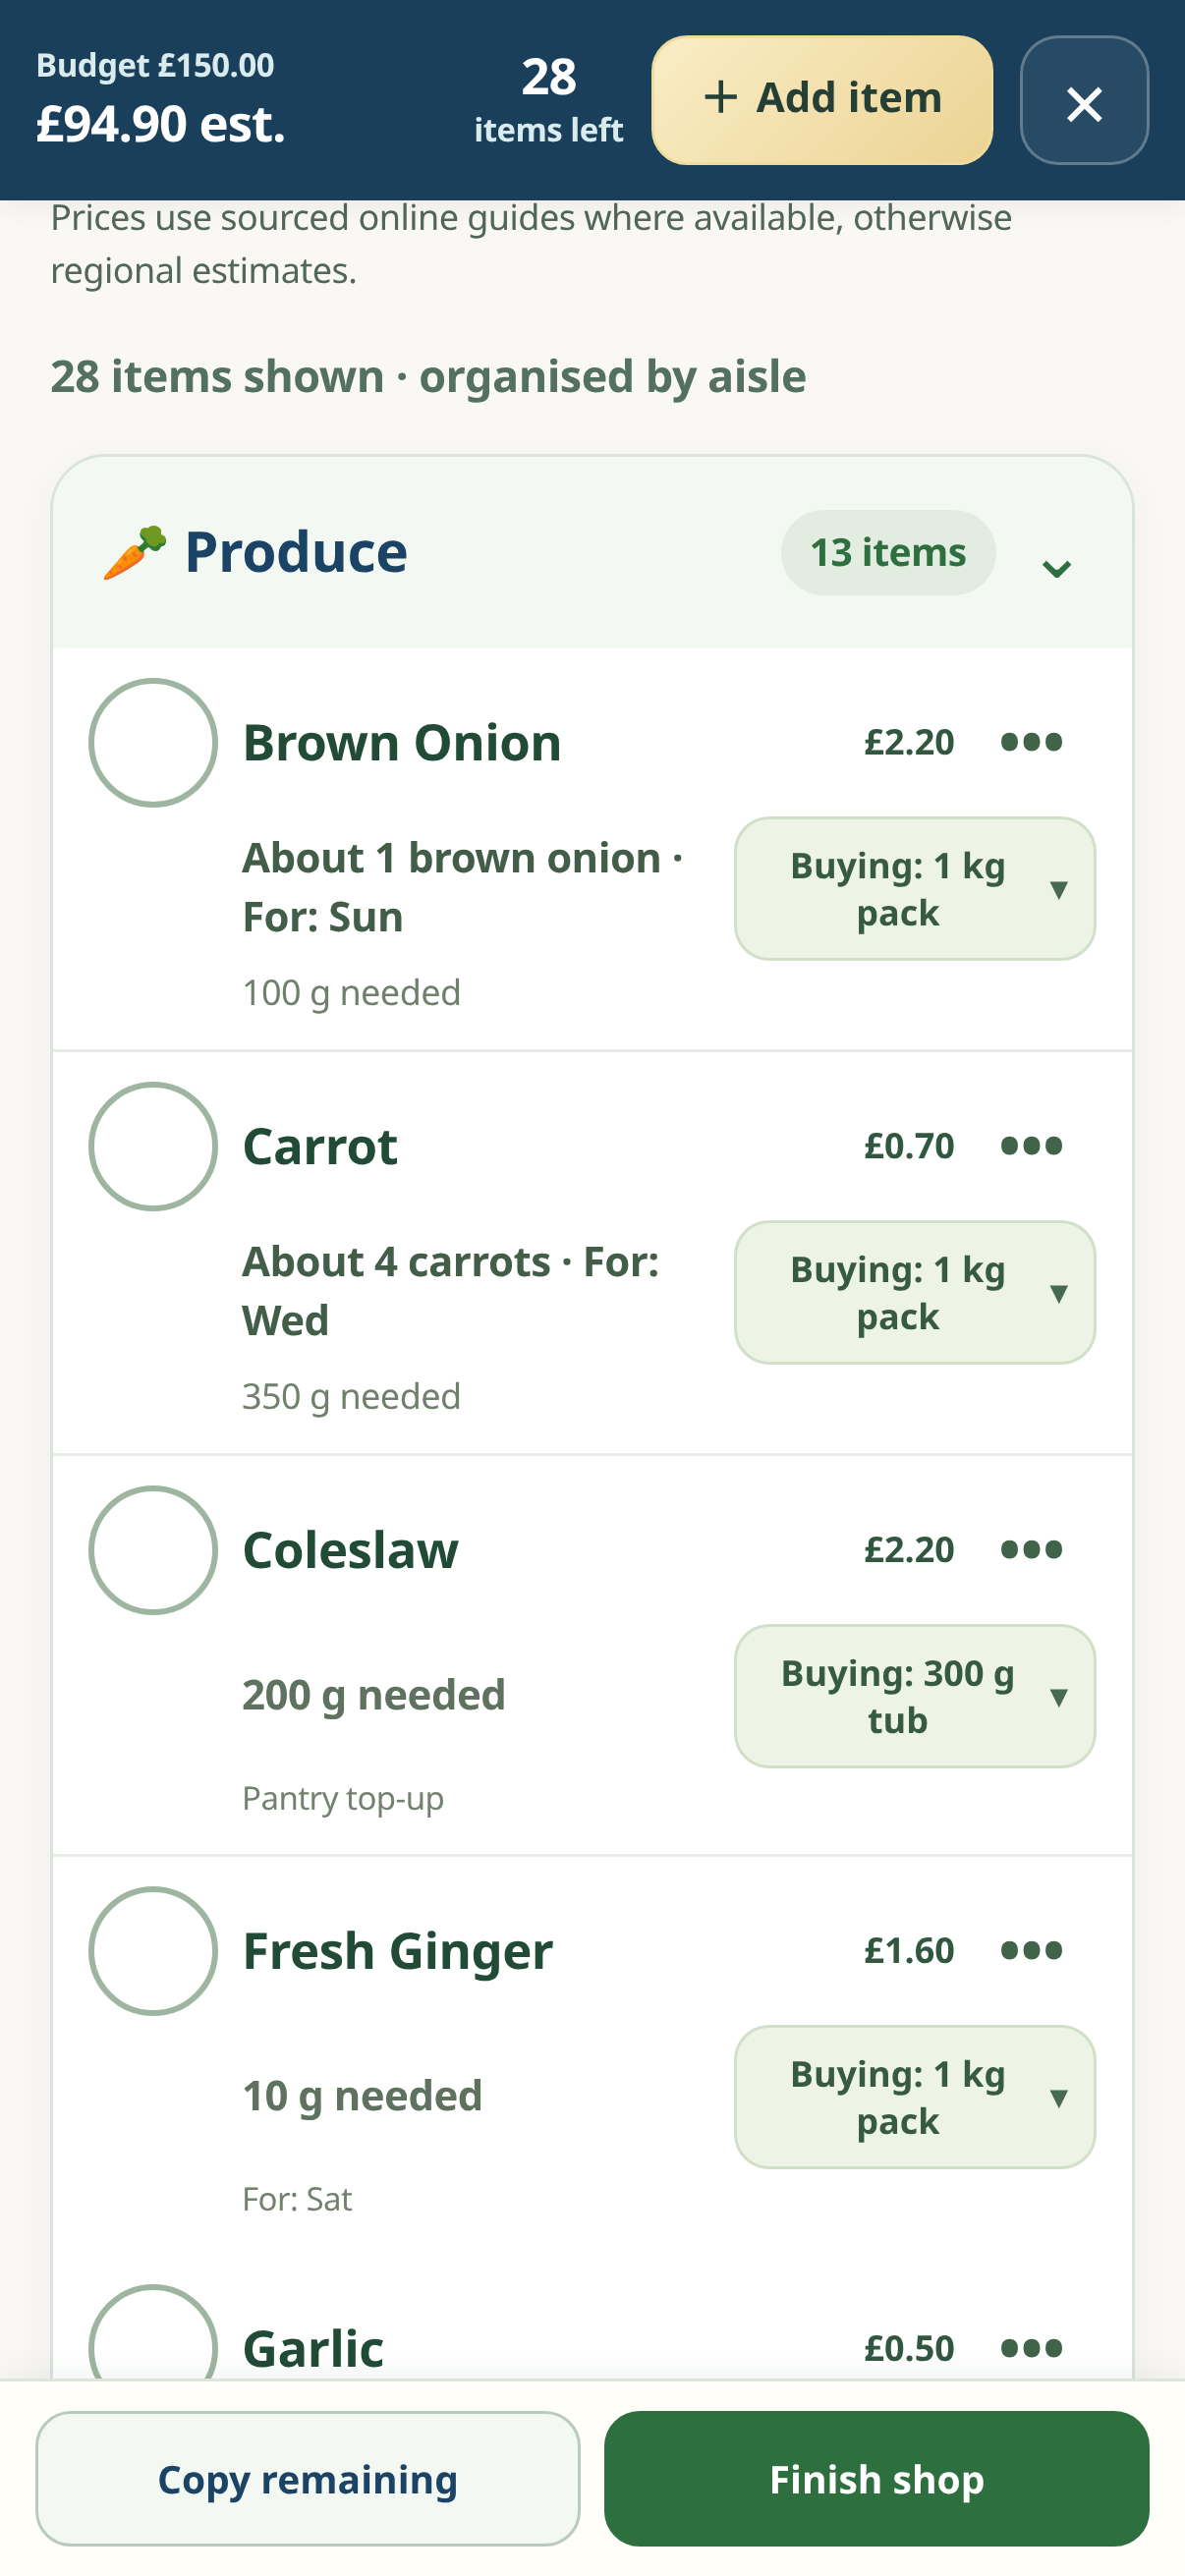 Budget £150.00
£94.90 est.
28
items left
+ Add item
×
Prices use sourced online guides where available, otherwise
regional estimates.
28 items shown · organised by aisle
🥕 Produce
13 items
Brown Onion
£2.20
•••
About 1 brown onion ·
For: Sun
Buying: 1 kg
pack
▼
100 g needed
Carrot
£0.70
•••
About 4 carrots · For:
Wed
Buying: 1 kg
pack
▼
350 g needed
Coleslaw
£2.20
•••
200 g needed
Buying: 300 g
tub
▼
Pantry top-up
Fresh Ginger
£1.60
•••
10 g needed
Buying: 1 kg
pack
▼
For: Sat
Garlic
£0.50
•••
Copy remaining
Finish shop